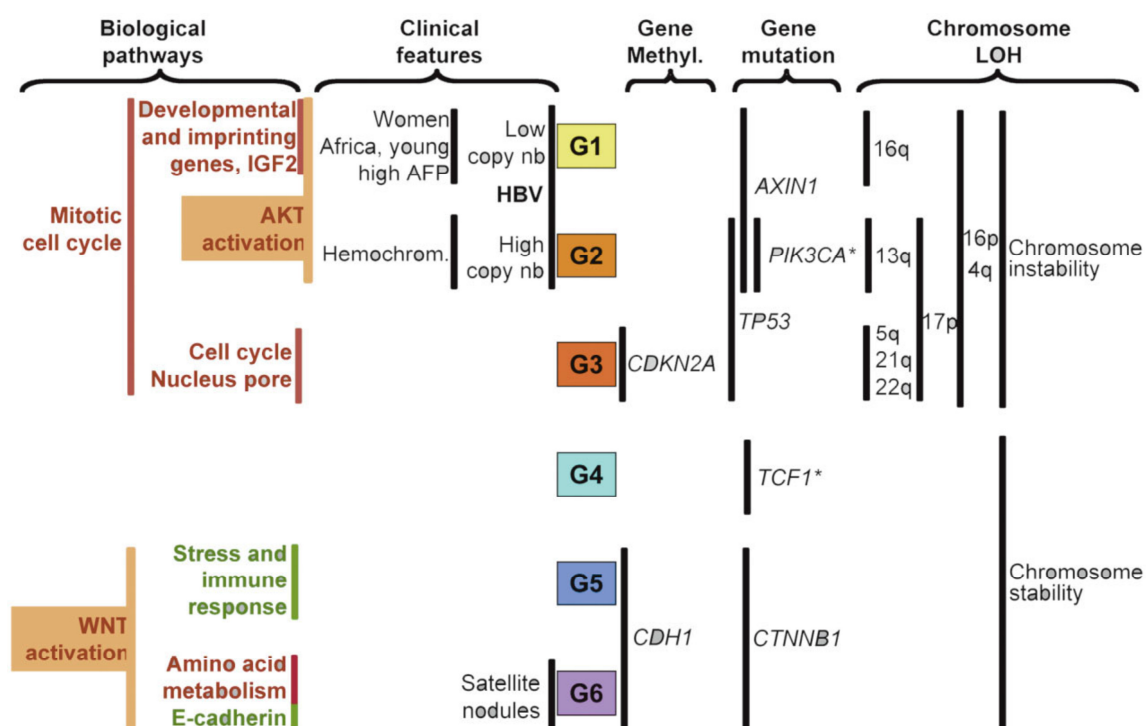 Biological
pathways
Clinical
features
Gene
Methyl.
Gene
mutation
Chromosome
LOH
Developmental
and imprinting
genes, IGF2
Mitotic
cell cycle
AKT
activation
Cell cycle
Nucleus pore
Stress and
immune
response
WNT
activation
Amino acid
metabolism
E-cadherin
Women
Africa, young
high AFP
Hemochrom.
Low
copy nb
HBV
High
copy nb
Satellite
nodules
G1
G2
G3
G4
G5
G6
CDKN2A
CDH1
AXIN1
PIK3CA*
TP53
TCF1*
CTNNB1
16q
13q
5q
21q
22q
17p
16p
4q
Chromosome
instability
Chromosome
stability